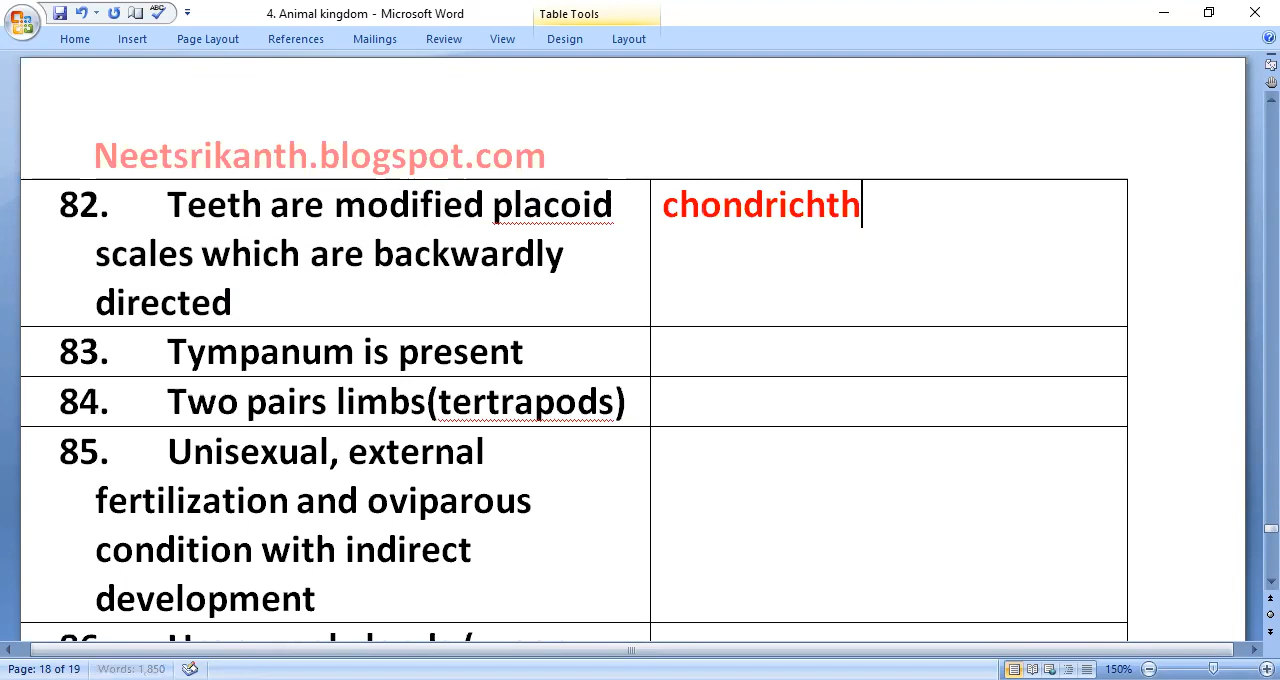 4. Animal kingdom - Microsoft Word
Table Tools
Home Insert Page Layout References Mailings Review View Design Layout
Neetsrikanth.blogspot.com
82. Teeth are modified placoid
scales which are backwardly
directed
chondrichth
83. Tympanum is present
84. Two pairs limbs(tertrapods)
85. Unisexual, external
fertilization and oviparous
condition with indirect
development
86.
Page: 18 of 19 Words: 1,850 150%